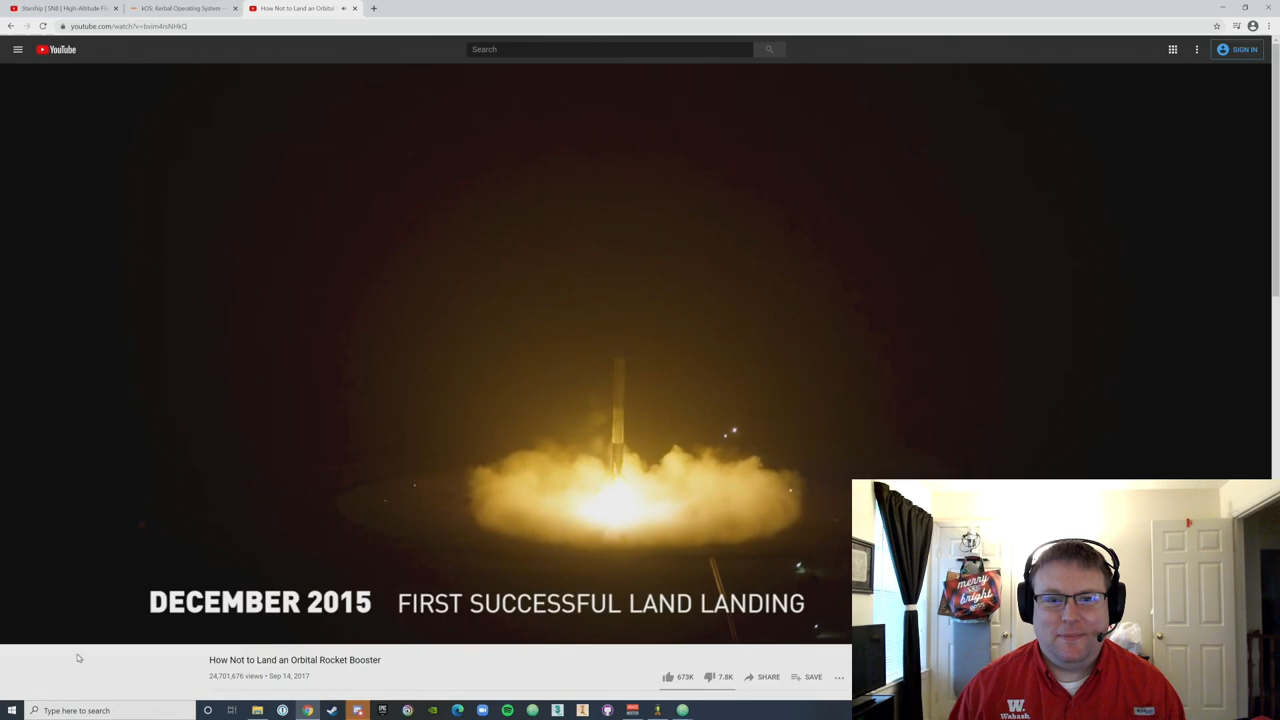 Starship | SN8 | High-Altitude Fli
kOS: Kerbal Operating System —
How Not to Land an Orbital
youtube.com/watch?v=bvim4rsNHkQ
YouTube
Search
SIGN IN
DECEMBER 2015 FIRST SUCCESSFUL LAND LANDING
merry
bright
W.
Wabash
How Not to Land an Orbital Rocket Booster
24,701,676 views • Sep 14, 2017
673K
7.8K
SHARE
SAVE
Type here to search